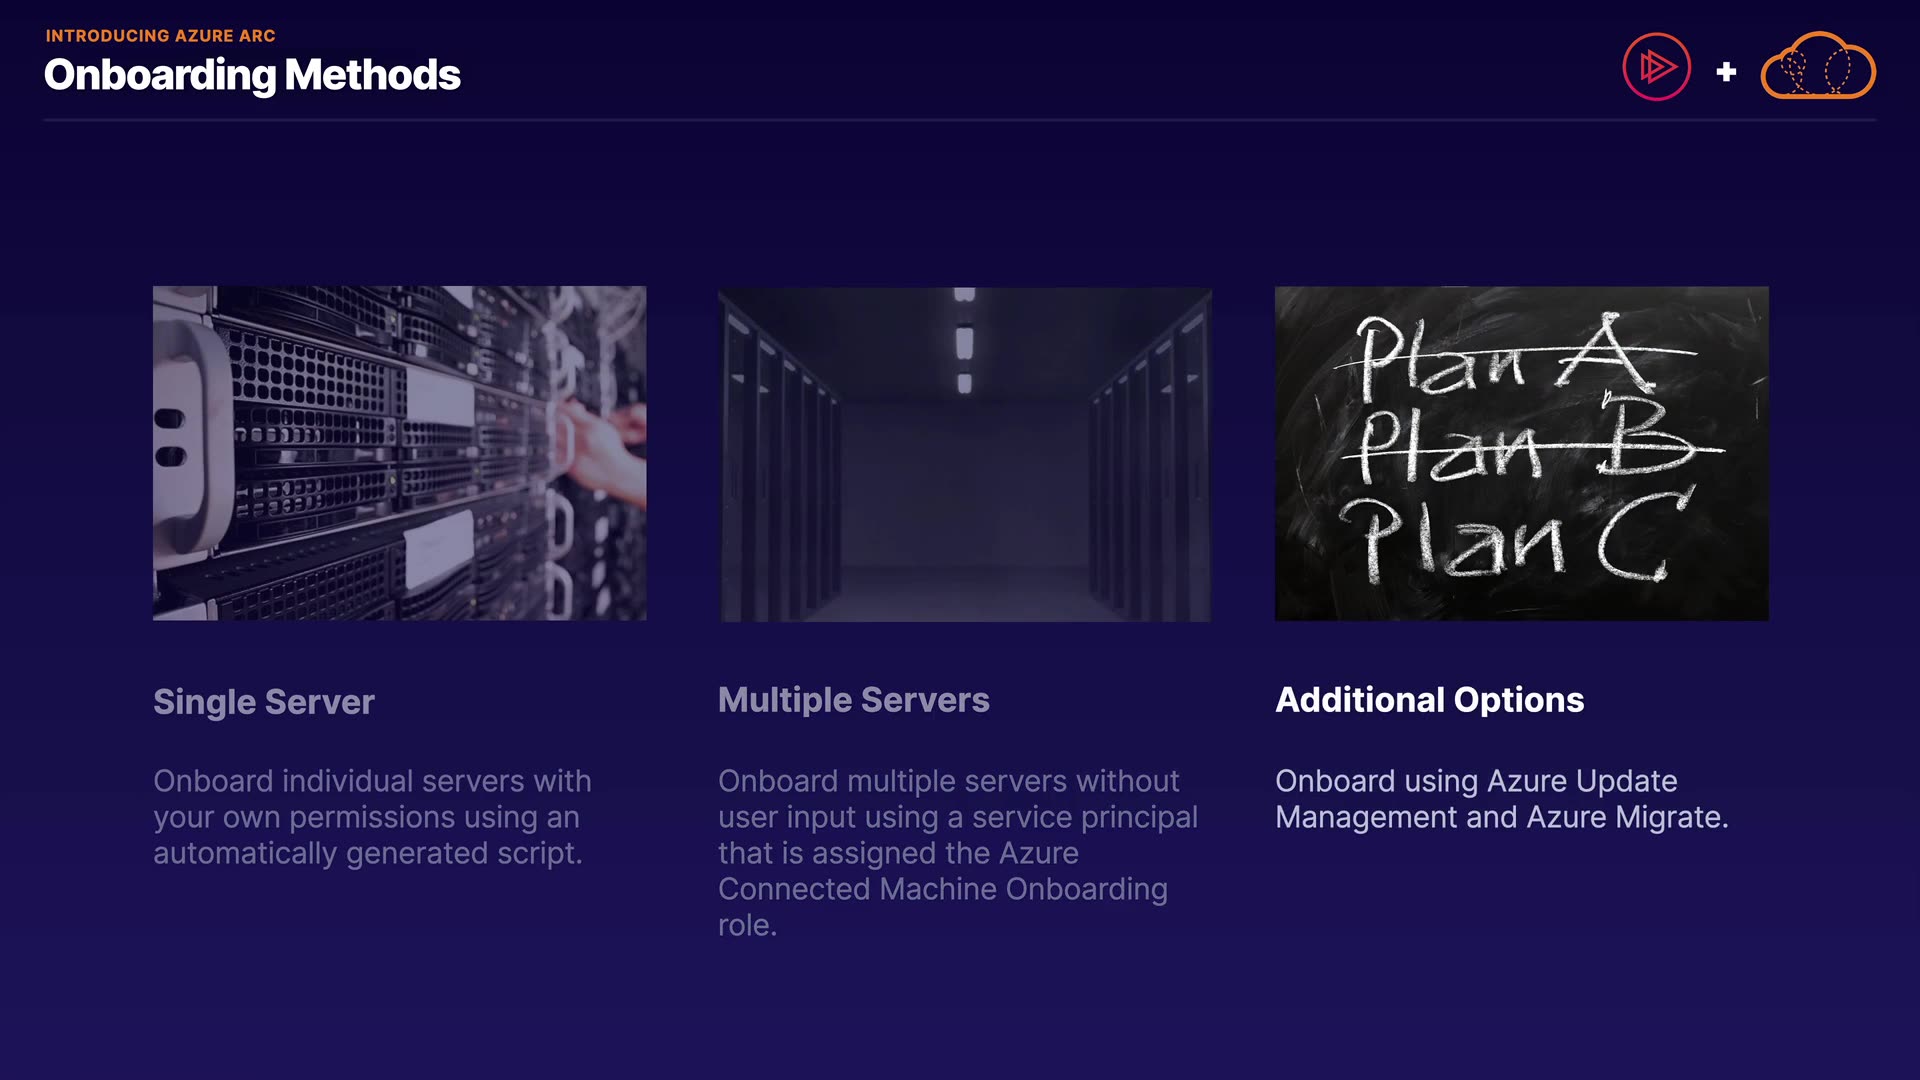 INTRODUCING AZURE ARC
Onboarding Methods
Plan A
Plan B
Plan C
Single Server
Onboard individual servers with
your own permissions using an
automatically generated script.
Multiple Servers
Onboard multiple servers without
user input using a service principal
that is assigned the Azure
Connected Machine Onboarding
role.
Additional Options
Onboard using Azure Update
Management and Azure Migrate.